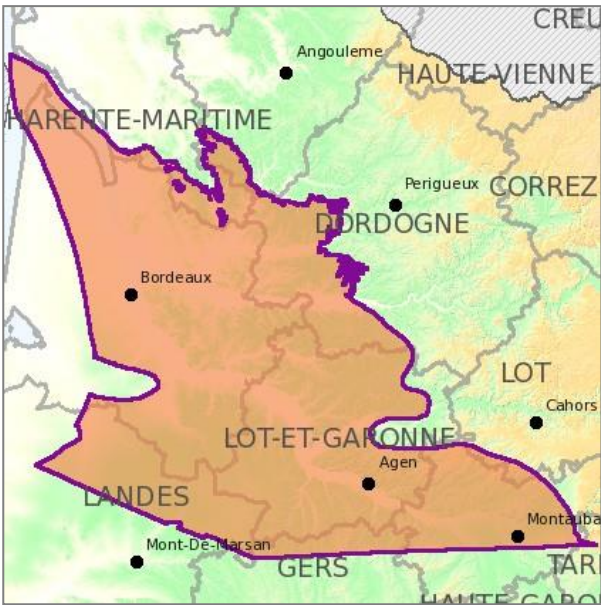 CREU
Angouleme
HAUTE-VIENNE
HARENTE-MARITIME
Perigueux
CORREZ
DORDOGNE
Bordeaux
LOT
Cahors
LOT-ET-GARONNE
Agen
LANDES
Montauba
Mont-De-Marsan
GERS
TARI
HAUTE-GARO